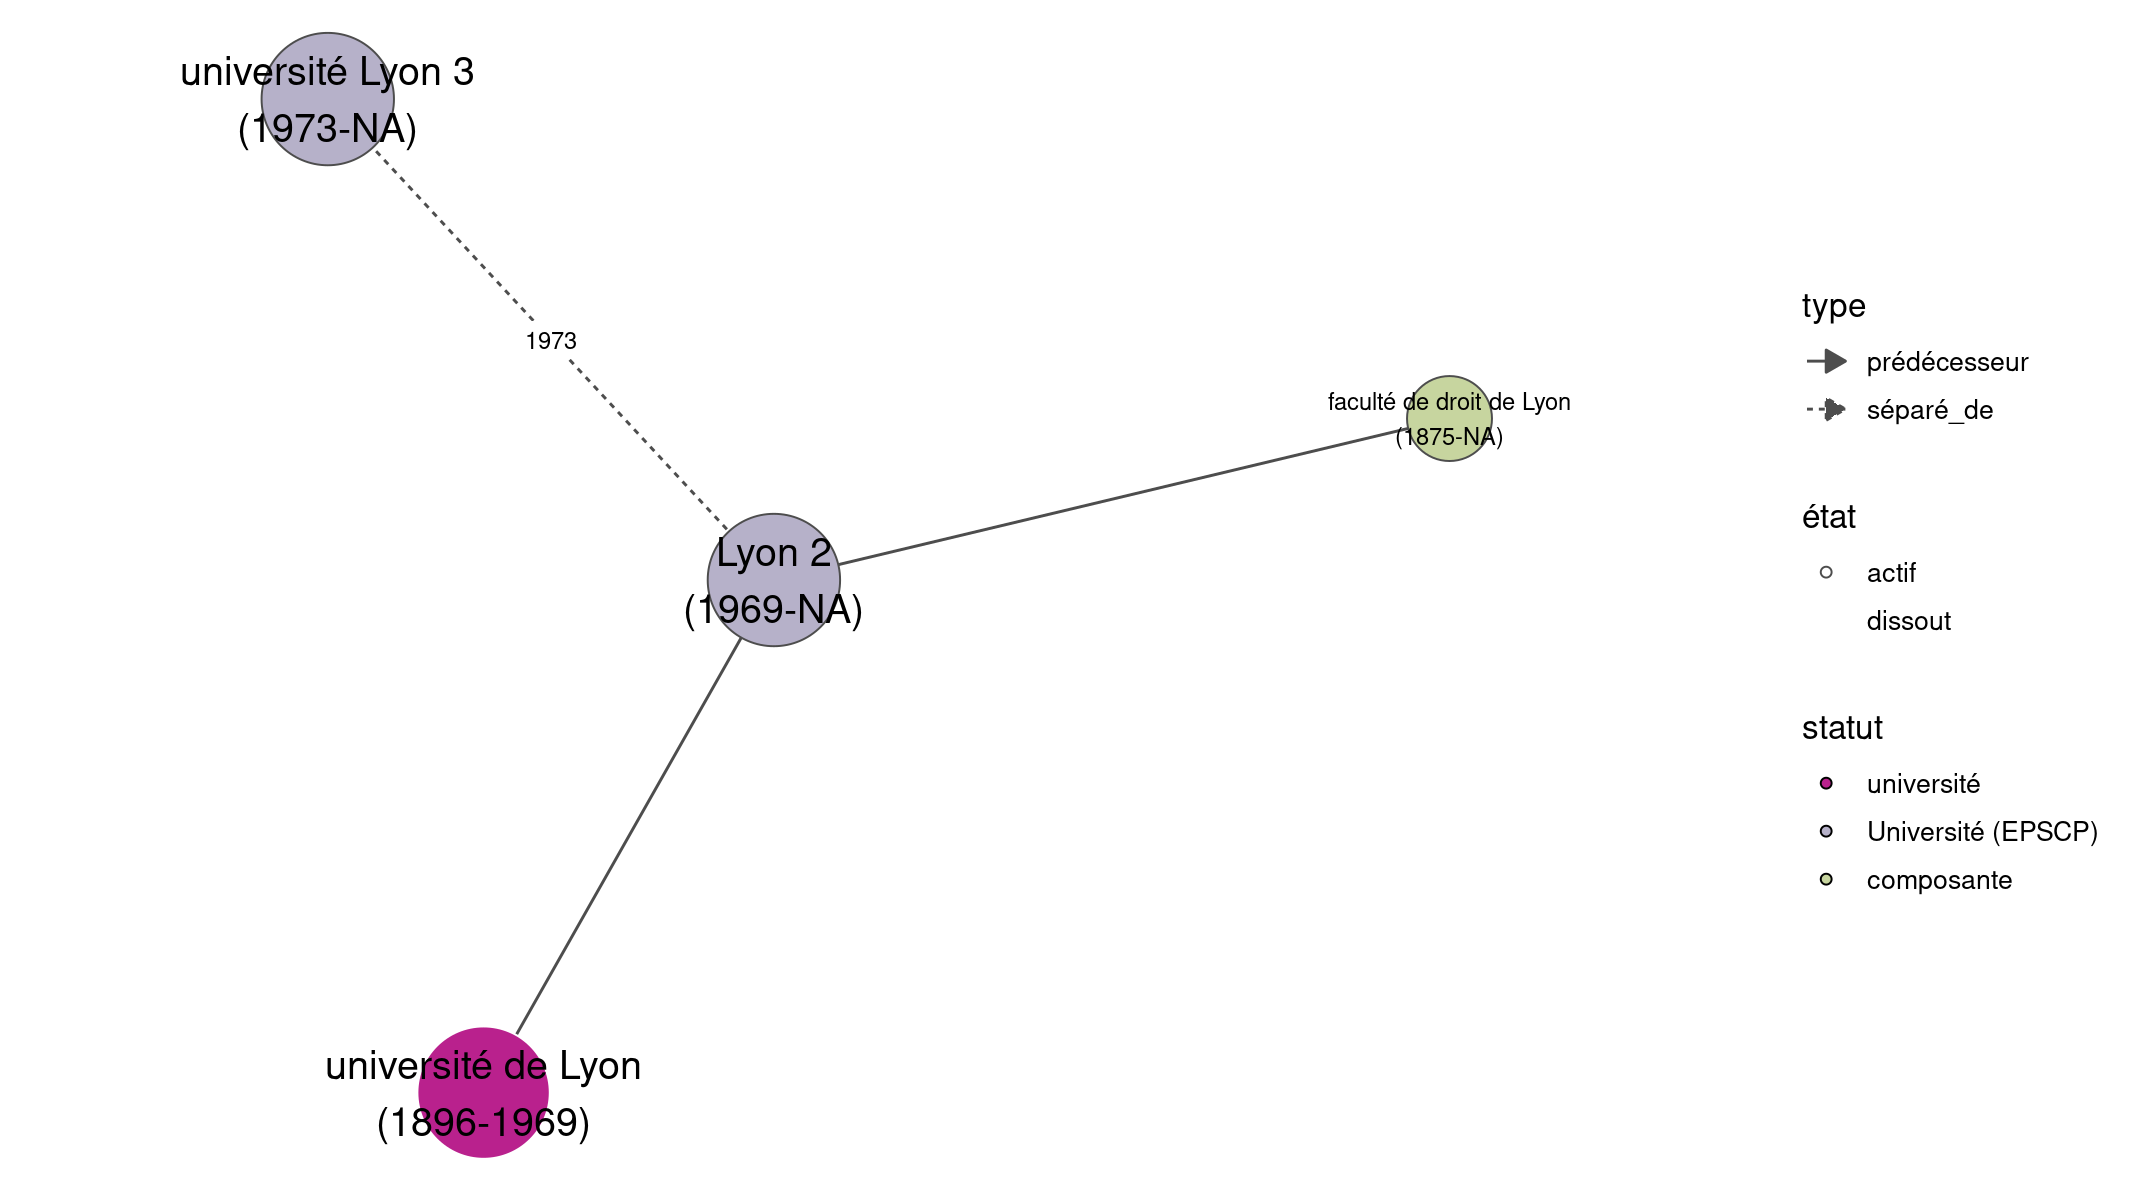 université Lyon 3
(1973-NA)
1973
faculté de droit de Lyon
(1875-NA)
Lyon 2
(1969-NA)
université de Lyon
(1896-1969)
type
prédécesseur
séparé_de
état
actif
dissout
statut
université
Université (EPSCP)
composante